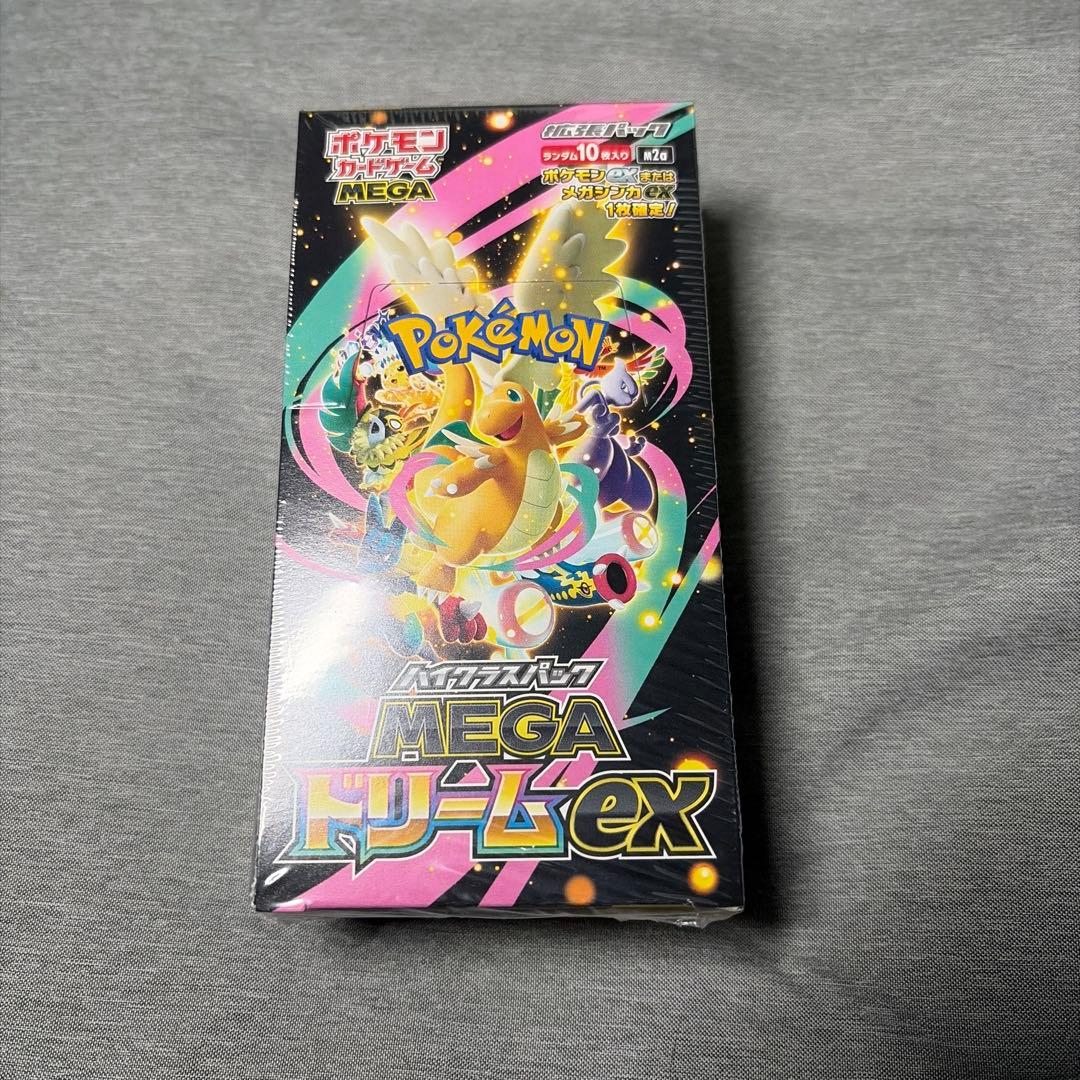 ポケモン
カードゲーム
MEGA
拡張パック
ランダム10枚入り M2a
ポケモンexまたは
メガシンカex
1枚確定!
POKéMON
TM
ハイクラスパック
MEGA
ドリームex